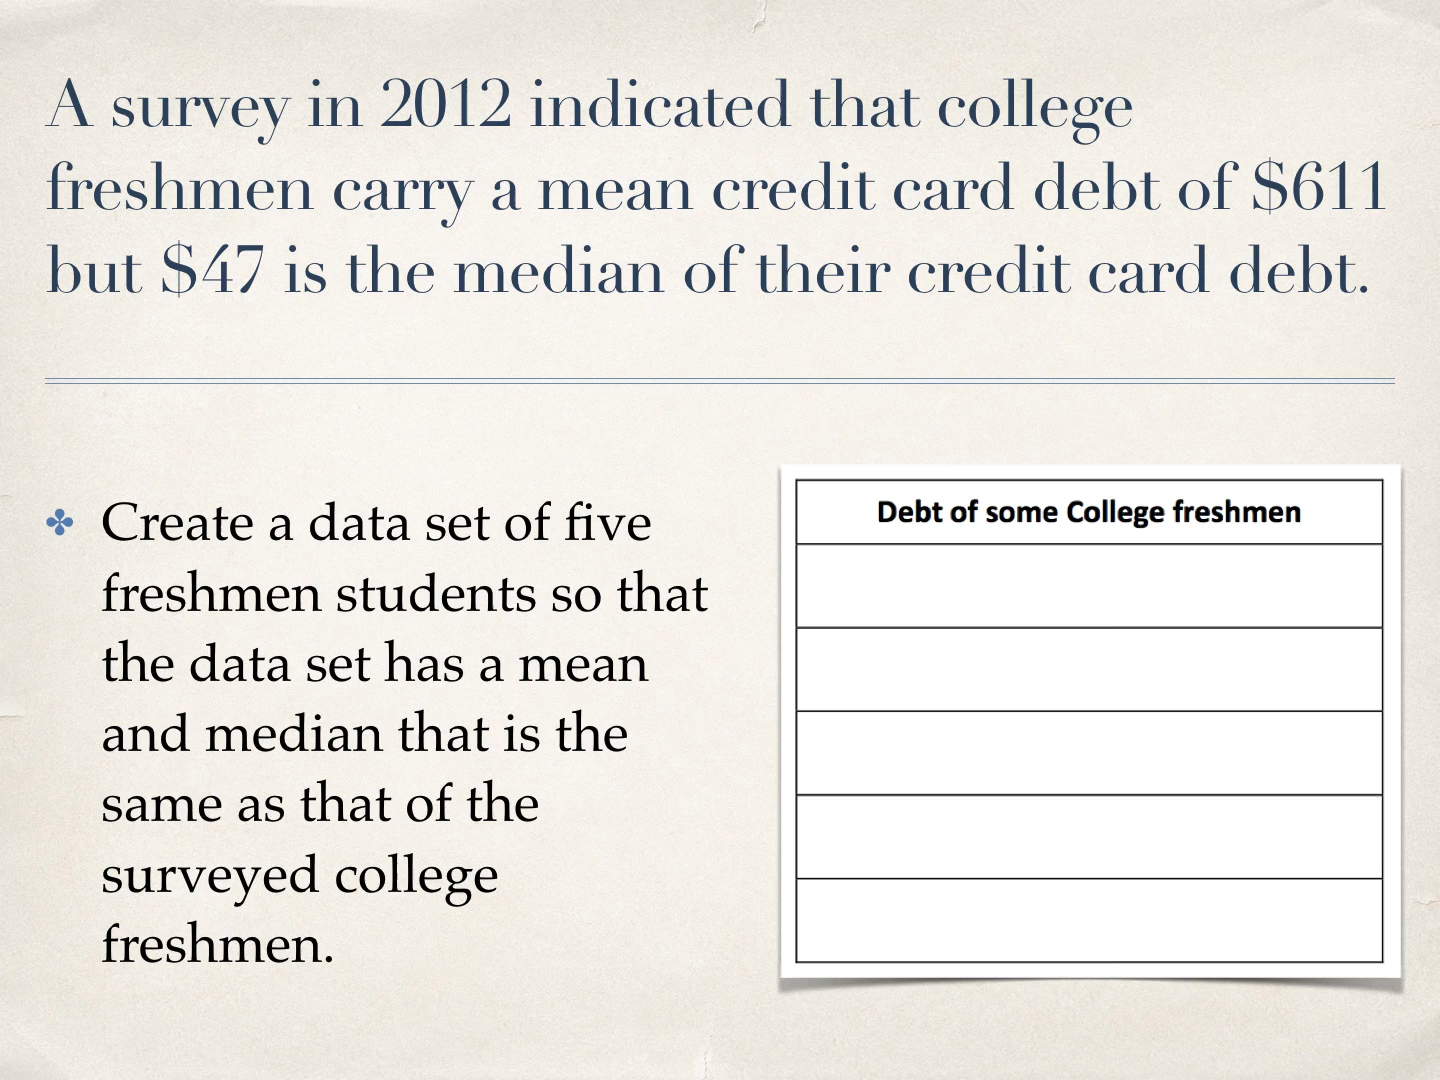 A survey in 2012 indicated that college
freshmen carry a mean credit card debt of $611
but $47 is the median of their credit card debt.
Create a data set of five
freshmen students so that
the data set has a mean
and median that is the
same as that of the
surveyed college
freshmen.
Debt of some College freshmen